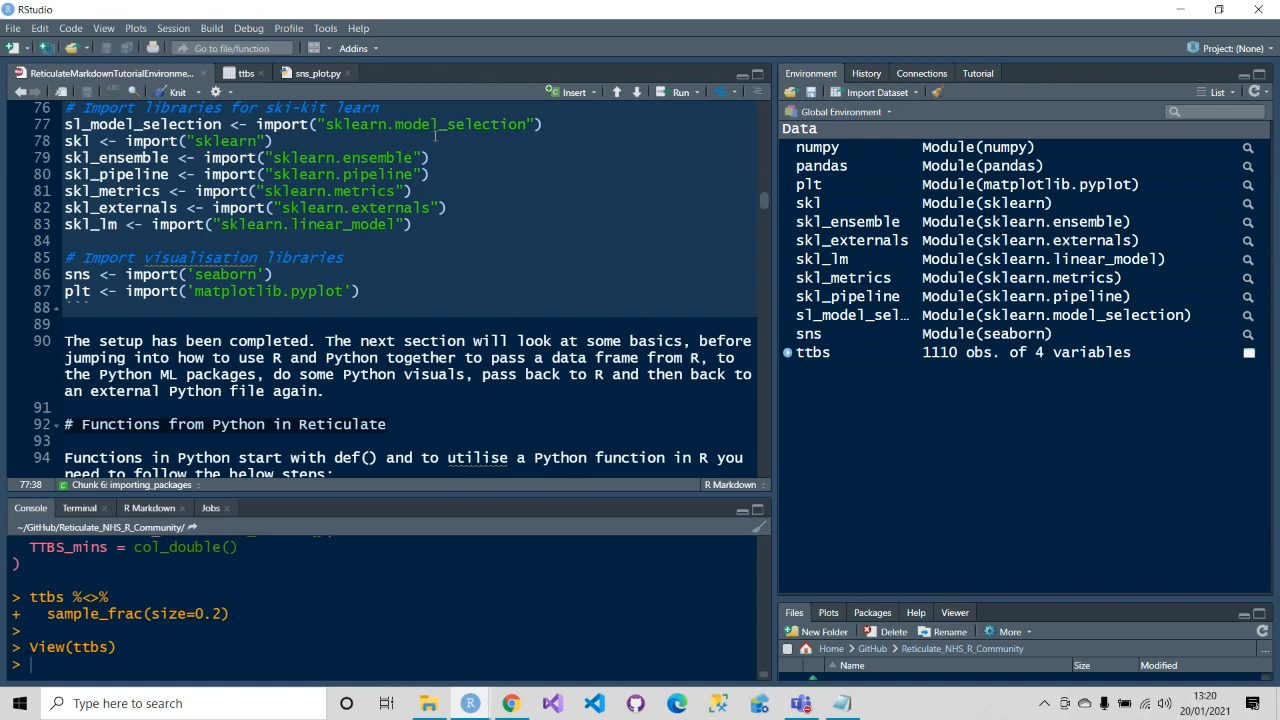 RStudio
File Edit Code View Plots Session Build Debug Profile Tools Help
Go to file/function Addins Project: (None)
ReticulateMarkdownTutorialEnvironme... ttbs sns_plot.py
Knit Insert Run
76 # Import libraries for ski-kit learn
77 sl_model_selection <- import("sklearn.model_selection")
78 skl <- import("sklearn")
79 skl_ensemble <- import("sklearn.ensemble")
80 skl_pipeline <- import("sklearn.pipeline")
81 skl_metrics <- import("sklearn.metrics")
82 skl_externals <- import("sklearn.externals")
83 skl_lm <- import("sklearn.linear_model")
84
85 # Import visualisation libraries
86 sns <- import('seaborn')
87 plt <- import('matplotlib.pyplot')
88 ```
89
90 The setup has been completed. The next section will look at some basics, before
jumping into how to use R and Python together to pass a data frame from R, to
the Python ML packages, do some Python visuals, pass back to R and then back to
an external Python file again.
91
92 # Functions from Python in Reticulate
93
94 Functions in Python start with def() and to utilise a Python function in R you
need to follow the below steps:
77:38 Chunk 6: importing_packages R Markdown
Console Terminal R Markdown Jobs
~/GitHub/Reticulate_NHS_R_Community/
TTBS_mins = col_double()
)
> ttbs %<>%
+ sample_frac(size=0.2)
>
> View(ttbs)
>
Environment History Connections Tutorial
Import Dataset List
Global Environment
Data
numpy Module(numpy)
pandas Module(pandas)
plt Module(matplotlib.pyplot)
skl Module(sklearn)
skl_ensemble Module(sklearn.ensemble)
skl_externals Module(sklearn.externals)
skl_lm Module(sklearn.linear_model)
skl_metrics Module(sklearn.metrics)
skl_pipeline Module(sklearn.pipeline)
sl_model_sel... Module(sklearn.model_selection)
sns Module(seaborn)
ttbs 1110 obs. of 4 variables
Files Plots Packages Help Viewer
New Folder Delete Rename More
Home GitHub Reticulate_NHS_R_Community ...
Name Size Modified
Type here to search
13:20
20/01/2021